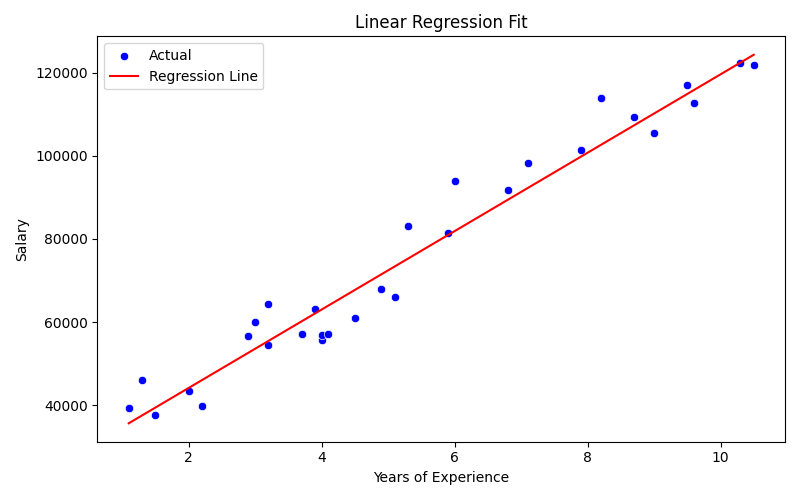 Linear Regression Fit
Actual
Regression Line
120000
100000
80000
60000
40000
Salary
2 4 6 8 10
Years of Experience